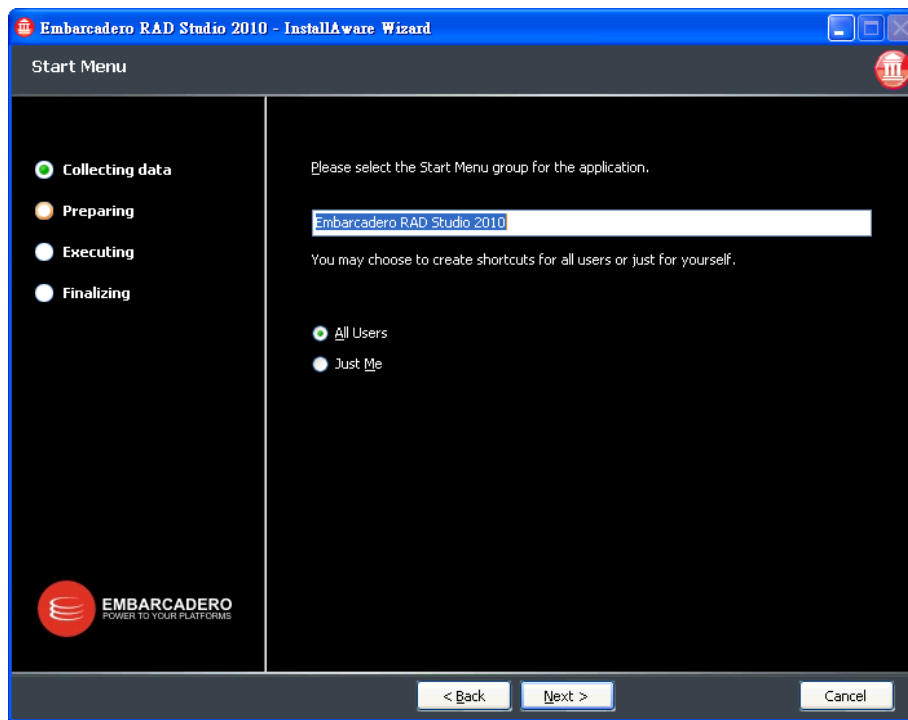 Embarcadero RAD Studio 2010 - InstallAware Wizard
Start Menu
Collecting data
Preparing
Executing
Finalizing
Please select the Start Menu group for the application.
Embarcadero RAD Studio 2010
You may choose to create shortcuts for all users or just for yourself.
All Users
Just Me
EMBARCADERO
POWER TO YOUR PLATFORMS
< Back
Next >
Cancel